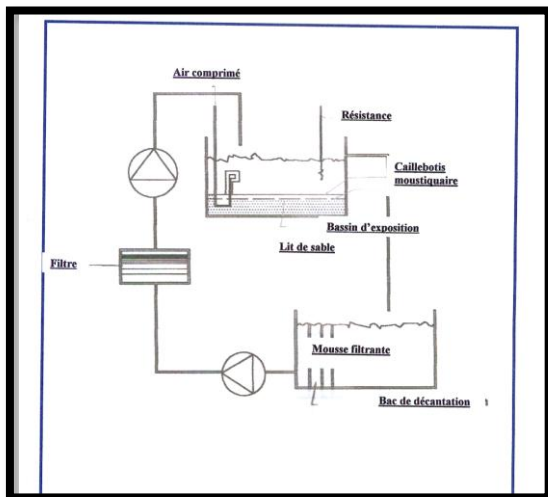 Air comprimé
Résistance
Caillebotis
moustiquaire
Bassin d'exposition
Lit de sable
Filtre
Mousse filtrante
Bac de décantation